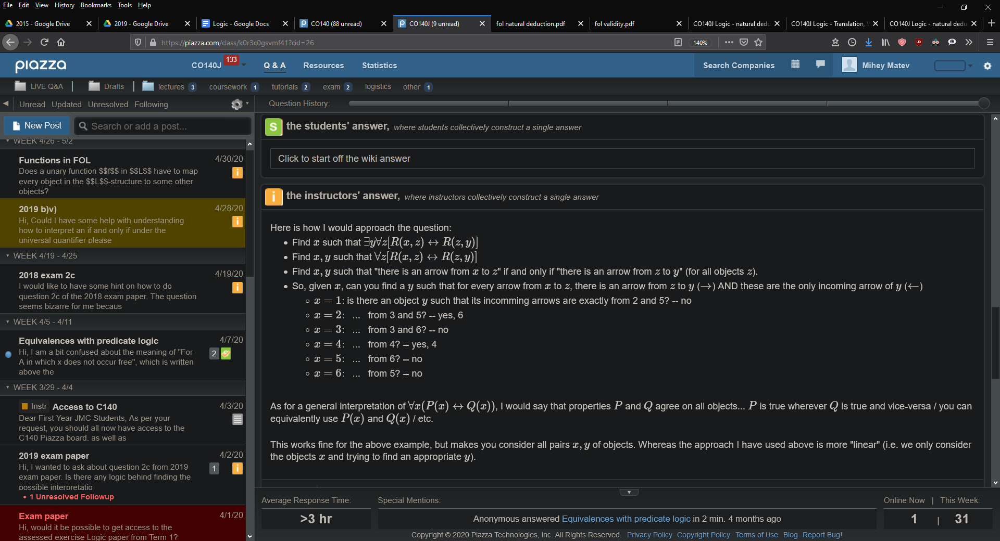 File Edit View History Bookmarks Tools Help
2015 - Google Drive
2019 - Google Drive
Logic - Google Docs
CO140 (88 unread)
CO140J (9 unread)
fol natural deduction.pdf
fol validity.pdf
CO140J Logic - natural dedu
CO140J Logic - Translation,
CO140J Logic - natural dedu
https://piazza.com/class/k0r3c0gsvmf41?cid=26
140%
piazza
CO140J 133
Q & A
Resources
Statistics
Search Companies
Mihey Matev
LIVE Q&A
Drafts
lectures 3
coursework 1
tutorials 2
exam 2
logistics
other 1
Unread Updated Unresolved Following
Question History:
New Post
Search or add a post...
WEEK 4/26 - 5/2
Functions in FOL 4/30/20
Does a unary function $$f$$ in $$L$$ have to map
every object in the $$L$$-structure to some other
objects?
i
2019 b)v) 4/28/20
Hi, Could I have some help with understanding
how to interpret an if and only if under the
universal quantifier please
i
WEEK 4/19 - 4/25
2018 exam 2c 4/19/20
I would like to have some hint on how to do
question 2c of the 2018 exam paper. The question
seems bizarre for me becaus
i
WEEK 4/5 - 4/11
Equivalences with predicate logic 4/7/20
Hi, I am a bit confused about the meaning of "For
A in which x does not occur free", which is written
above the
2
WEEK 3/29 - 4/4
Instr Access to C140 4/3/20
Dear First Year JMC Students, As per your
request, you should all now have access to the
C140 Piazza board, as well as
2019 exam paper 4/2/20
Hi, I wanted to ask about question 2c from 2019
exam paper. Is there any logic behind finding the
possible interpretatio
1 i
• 1 Unresolved Followup
Exam paper 4/1/20
Hi, would it be possible to get access to the
assessed exercise Logic paper from Term 1?
S the students' answer, where students collectively construct a single answer
Click to start off the wiki answer
i the instructors' answer, where instructors collectively construct a single answer
Here is how I would approach the question:
• Find x such that ∃y∀z[R(x, z) ↔ R(z, y)]
• Find x, y such that ∀z[R(x, z) ↔ R(z, y)]
• Find x, y such that "there is an arrow from x to z" if and only if "there is an arrow from z to y" (for all objects z).
• So, given x, can you find a y such that for every arrow from x to z, there is an arrow from z to y (→) AND these are the only incoming arrow of y (←)
◦ x = 1: is there an object y such that its incomming arrows are exactly from 2 and 5? -- no
◦ x = 2: ... from 3 and 5? -- yes, 6
◦ x = 3: ... from 3 and 6? -- no
◦ x = 4: ... from 4? -- yes, 4
◦ x = 5: ... from 6? -- no
◦ x = 6: ... from 5? -- no
As for a general interpretation of ∀x(P(x) ↔ Q(x)), I would say that properties P and Q agree on all objects... P is true wherever Q is true and vice-versa / you can
equivalently use P(x) and Q(x) / etc.
This works fine for the above example, but makes you consider all pairs x, y of objects. Whereas the approach I have used above is more "linear" (i.e. we only consider
the objects x and trying to find an appropriate y).
Average Response Time:
>3 hr
Special Mentions:
Anonymous answered Equivalences with predicate logic in 2 min. 4 months ago
Online Now | This Week:
1 | 31
Copyright © 2020 Piazza Technologies, Inc. All Rights Reserved. Privacy Policy Copyright Policy Terms of Use Blog Report Bug!